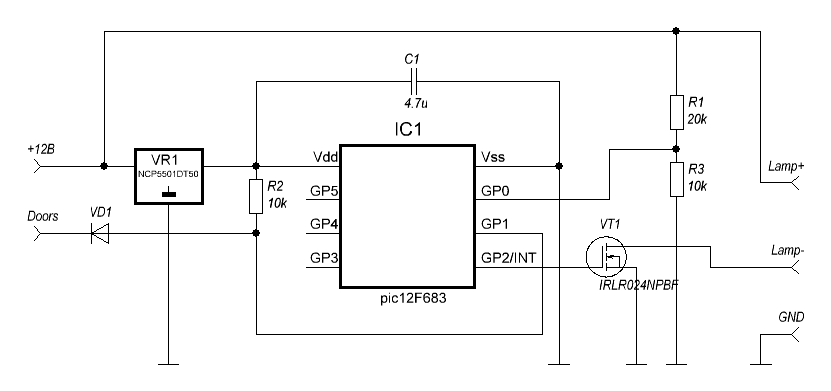 C1
4.7u
R1
20k
IC1
+12B
VR1
NCP5501DT50
Vdd
Vss
R3
10k
Lamp+
R2
10k
GP5
GP0
Doors
VD1
GP4
GP1
VT1
GP3
GP2/INT
Lamp-
IRLR024NPBF
pic12F683
GND